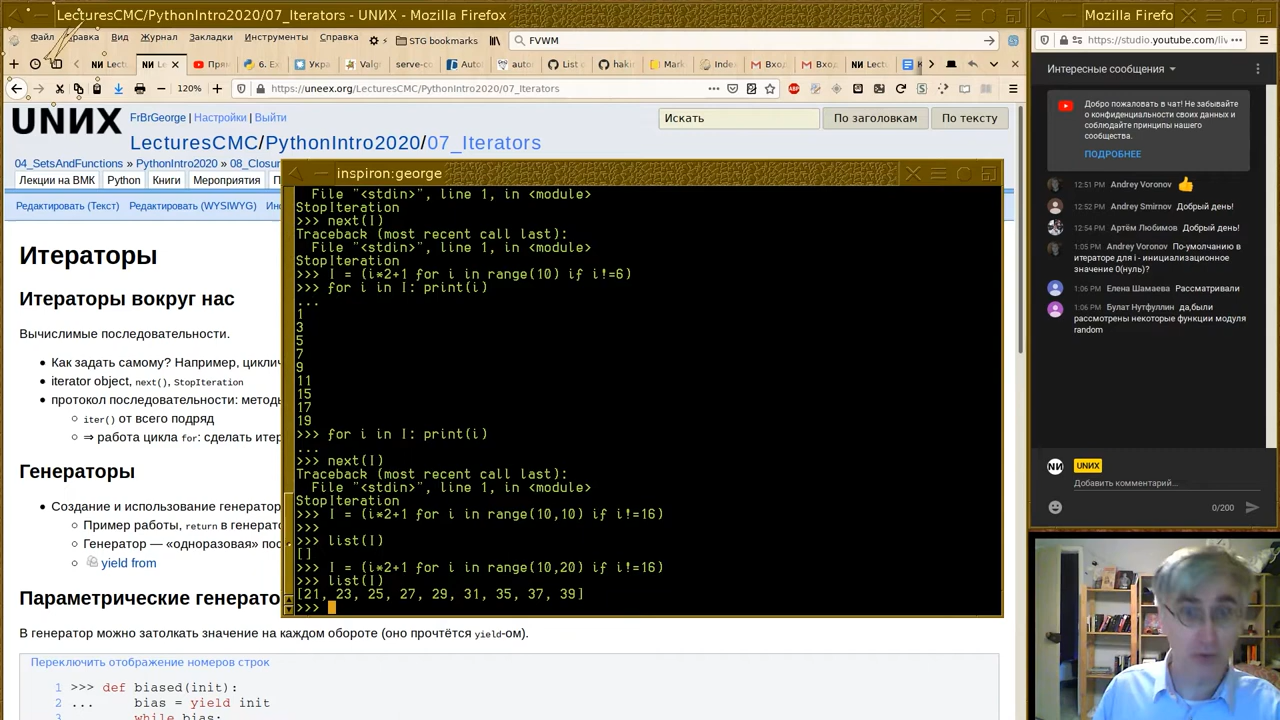 LecturesCMC/PythonIntro2020/07_Iterators - UNИX - Mozilla Firefox
Файл Правка Вид Журнал Закладки Инструменты Справка STG bookmarks FVWM
120% https://uneex.org/LecturesCMC/PythonIntro2020/07_Iterators
UNИX FrBrGeorge | Настройки | Выйти
Искать По заголовкам По тексту
LecturesCMC/PythonIntro2020/07_Iterators
04_SetsAndFunctions » PythonIntro2020 » 08_Closur
Лекции на ВМК Python Книги Мероприятия П
Редактировать (Текст) Редактировать (WYSIWYG) Ин
Итераторы
Итераторы вокруг нас
Вычислимые последовательности.
Как задать самому? Например, циклич
iterator object, next(), StopIteration
протокол последовательности: методы
iter() от всего подряд
⇒ работа цикла for: сделать итер
Генераторы
Создание и использование генератор
Пример работы, return в генерато
Генератор — «одноразовая» пос
yield from
Параметрические генерато
В генератор можно затолкать значение на каждом обороте (оно прочтётся yield-ом).
Переключить отображение номеров строк
1 >>> def biased(init):
2 ... bias = yield init
3 while bias:
inspiron:george
File "<stdin>", line 1, in <module>
StopIteration
>>> next(I)
Traceback (most recent call last):
File "<stdin>", line 1, in <module>
StopIteration
>>> I = (i*2+1 for i in range(10) if i!=6)
>>> for i in I: print(i)
...
1
3
5
7
9
11
15
17
19
>>> for i in I: print(i)
...
>>> next(I)
Traceback (most recent call last):
File "<stdin>", line 1, in <module>
StopIteration
>>> I = (i*2+1 for i in range(10,10) if i!=16)
>>>
>>> list(I)
[]
>>> I = (i*2+1 for i in range(10,20) if i!=16)
>>> list(I)
[21, 23, 25, 27, 29, 31, 35, 37, 39]
>>>
Mozilla Firefo
https://studio.youtube.com/liv
Интересные сообщения
Добро пожаловать в чат! Не забывайте
о конфиденциальности своих данных и
соблюдайте принципы нашего
сообщества.
ПОДРОБНЕЕ
12:51 PM Andrey Voronov 👍
12:52 PM Andrey Smirnov Добрый день!
12:54 PM Артём Любимов Добрый день!
1:05 PM Andrey Voronov По-умолчанию в
итераторе для i - инициализационное
значение 0(нуль)?
1:06 PM Елена Шамаева Рассматривали
1:06 PM Булат Нутфуллин да,были
рассмотрены некоторые функции модуля
random
NИ UNИX
Добавить комментарий...
0/200